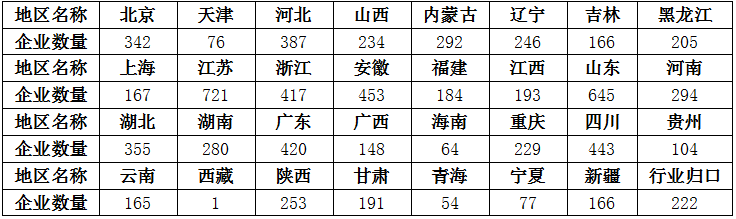 地区名称 北京 天津 河北 山西 内蒙古 辽宁 吉林 黑龙江
企业数量 342 76 387 234 292 246 166 205
地区名称 上海 江苏 浙江 安徽 福建 江西 山东 河南
企业数量 167 721 417 453 184 193 645 294
地区名称 湖北 湖南 广东 广西 海南 重庆 四川 贵州
企业数量 355 280 420 148 64 229 443 104
地区名称 云南 西藏 陕西 甘肃 青海 宁夏 新疆 行业归口
企业数量 165 1 253 191 54 77 166 222